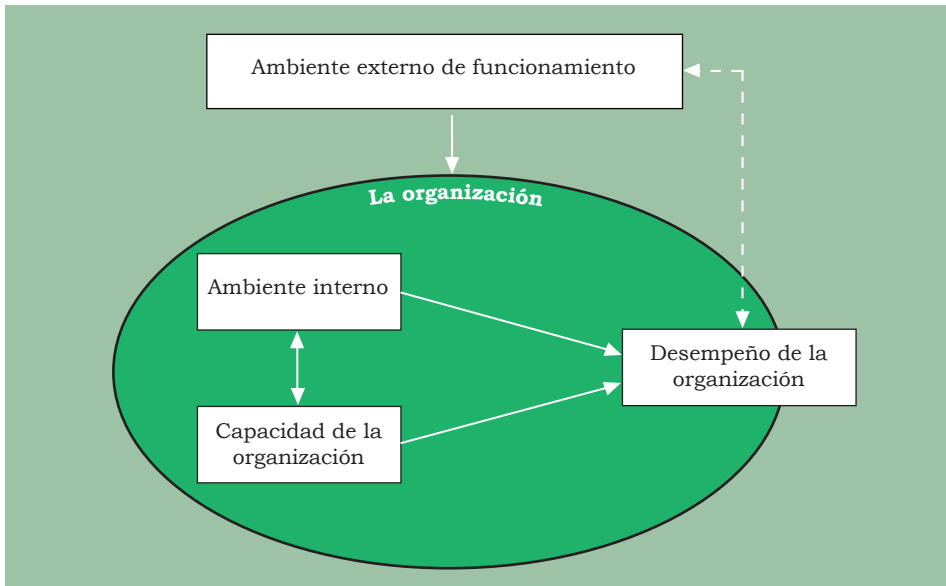 Ambiente externo de funcionamiento
La organización
Ambiente interno
Desempeño de la
organización
Capacidad de la
organización